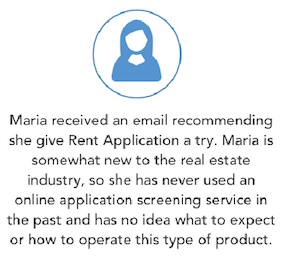 Maria received an email recommending
she give Rent Application a try. Maria is
somewhat new to the real estate
industry, so she has never used an
online application screening service in
the past and has no idea what to expect
or how to operate this type of product.